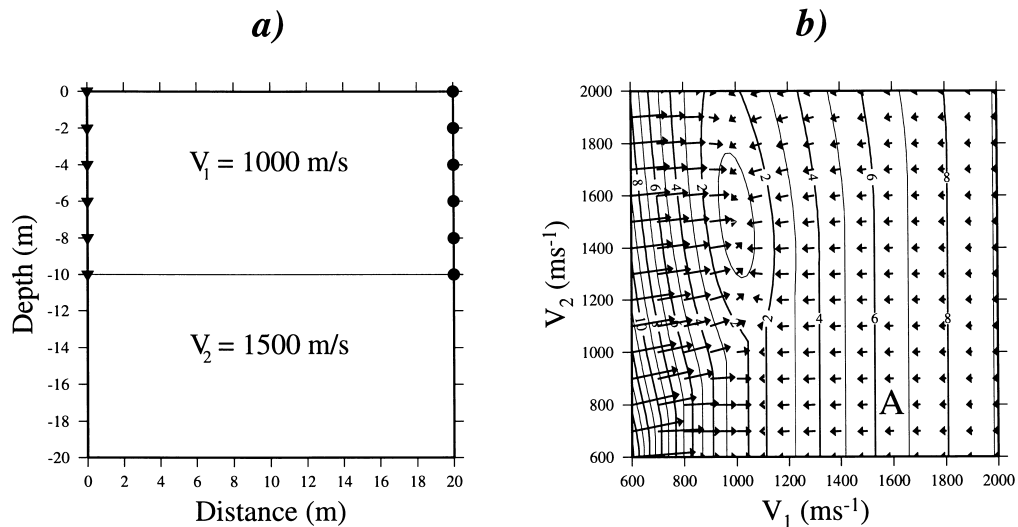 a)
0
-2
-4
-6
-8
-10
-12
-14
-16
-18
-20
Depth (m)
V₁ = 1000 m/s
V₂ = 1500 m/s
0 2 4 6 8 10 12 14 16 18 20
Distance (m)
b)
2000
1800
1600
1400
1200
1000
800
600
V₂ (ms⁻¹)
8 6 4 2 2 4 6 8
10 2 4 6 8
A
600 800 1000 1200 1400 1600 1800 2000
V₁ (ms⁻¹)